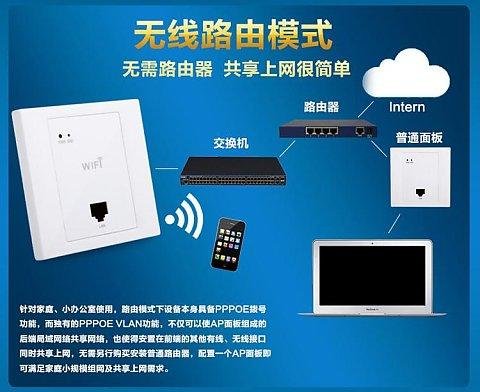 无线路由模式
无需路由器 共享上网很简单
路由器
Intern
交换机
普通面板
WiFi
LAN
针对家庭、小办公室使用，路由模式下设备本身具备PPPOE拨号
功能，而独有的PPPOE VLAN功能，不仅可以使AP面板组成的
后端局域网络共享网络，也使得安置在前端的其他有线、无线接口
同时共享上网，无需另行购买安装普通路由器，配置一个AP面板即
可满足家庭小规模组网及共享上网需求。